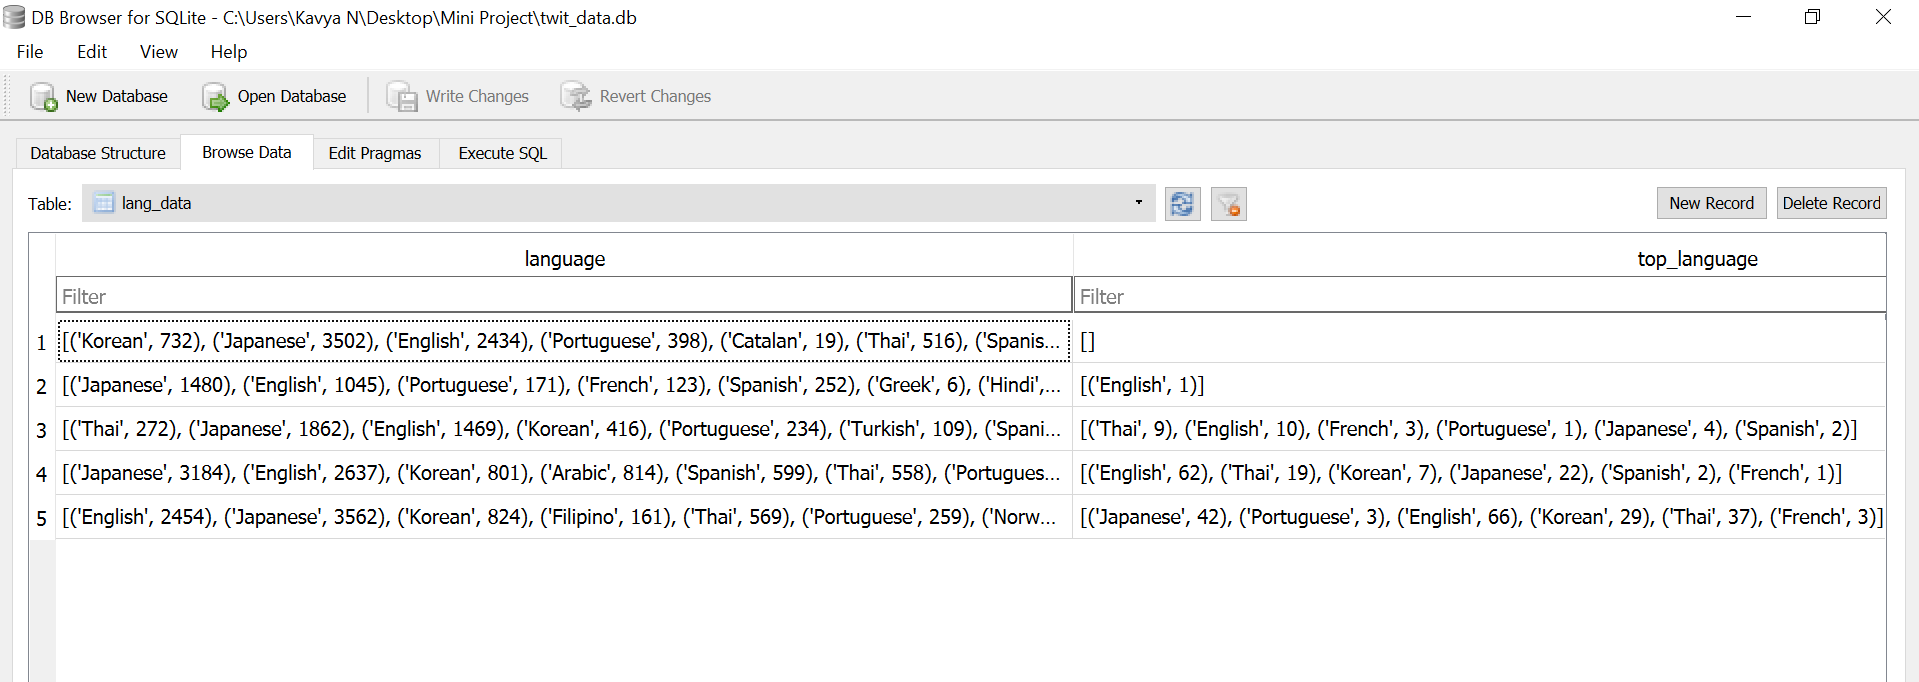 DB Browser for SQLite - C:\Users\Kavya N\Desktop\Mini Project\twit_data.db
File Edit View Help
New Database Open Database Write Changes Revert Changes
Database Structure Browse Data Edit Pragmas Execute SQL
Table: lang_data New Record Delete Record
language top_language
Filter Filter
1 [('Korean', 732), ('Japanese', 3502), ('English', 2434), ('Portuguese', 398), ('Catalan', 19), ('Thai', 516), ('Spanis... []
2 [('Japanese', 1480), ('English', 1045), ('Portuguese', 171), ('French', 123), ('Spanish', 252), ('Greek', 6), ('Hindi',... [('English', 1)]
3 [('Thai', 272), ('Japanese', 1862), ('English', 1469), ('Korean', 416), ('Portuguese', 234), ('Turkish', 109), ('Spani... [('Thai', 9), ('English', 10), ('French', 3), ('Portuguese', 1), ('Japanese', 4), ('Spanish', 2)]
4 [('Japanese', 3184), ('English', 2637), ('Korean', 801), ('Arabic', 814), ('Spanish', 599), ('Thai', 558), ('Portugues... [('English', 62), ('Thai', 19), ('Korean', 7), ('Japanese', 22), ('Spanish', 2), ('French', 1)]
5 [('English', 2454), ('Japanese', 3562), ('Korean', 824), ('Filipino', 161), ('Thai', 569), ('Portuguese', 259), ('Norw... [('Japanese', 42), ('Portuguese', 3), ('English', 66), ('Korean', 29), ('Thai', 37), ('French', 3)]